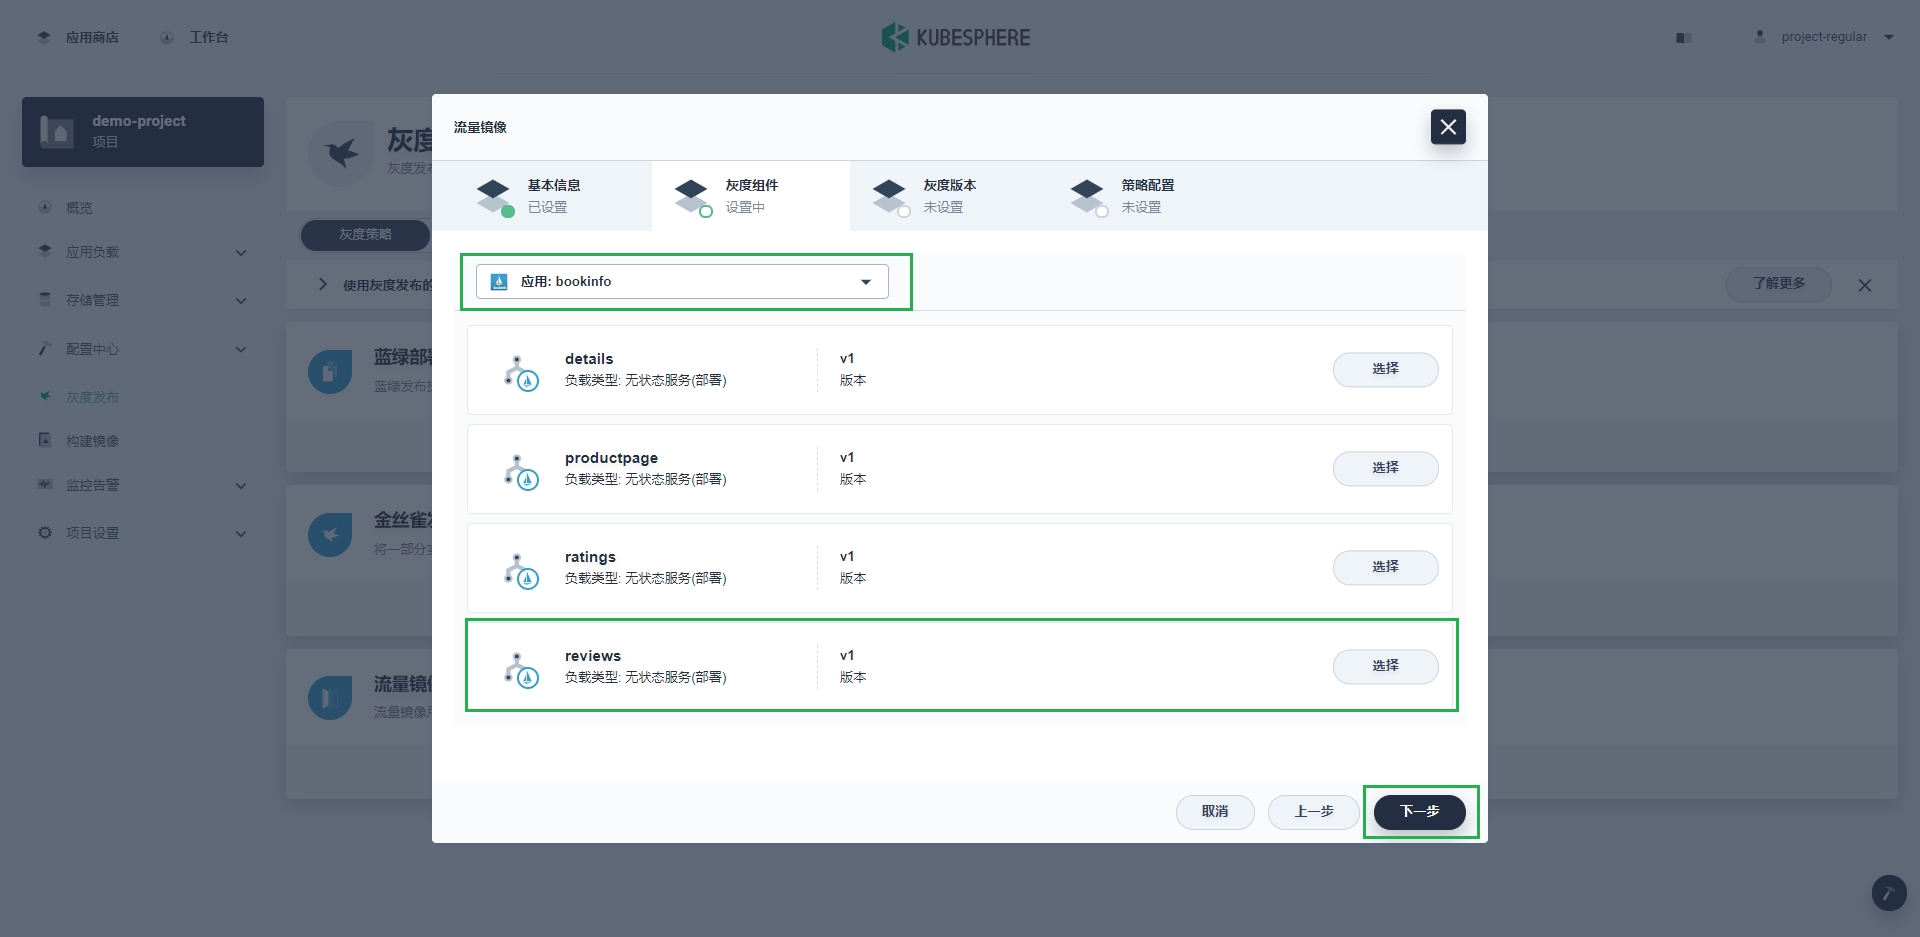 应用商店
工作台
KUBESPHERE
project-regular
demo-project
项目
概览
应用负载
存储管理
配置中心
灰度发布
构建镜像
监控告警
项目设置
灰度
灰度发布
灰度策略
使用灰度发布的
了解更多
蓝绿部署
蓝绿发布
金丝雀发
将一部分实
流量镜像
流量镜像
流量镜像
基本信息
已设置
灰度组件
设置中
灰度版本
未设置
策略配置
未设置
应用: bookinfo
details
负载类型: 无状态服务(部署)
v1
版本
选择
productpage
负载类型: 无状态服务(部署)
v1
版本
选择
ratings
负载类型: 无状态服务(部署)
v1
版本
选择
reviews
负载类型: 无状态服务(部署)
v1
版本
选择
取消
上一步
下一步